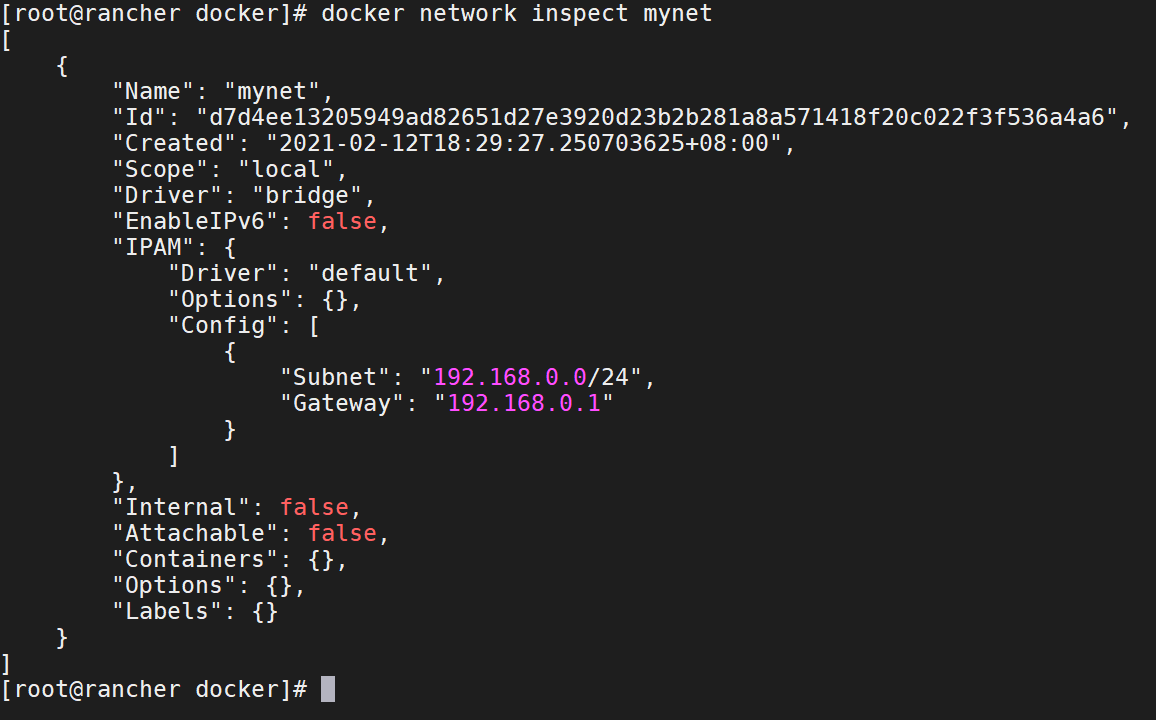 [root@rancher docker]# docker network inspect mynet
[
    {
        "Name": "mynet",
        "Id": "d7d4ee13205949ad82651d27e3920d23b2b281a8a571418f20c022f3f536a4a6",
        "Created": "2021-02-12T18:29:27.250703625+08:00",
        "Scope": "local",
        "Driver": "bridge",
        "EnableIPv6": false,
        "IPAM": {
            "Driver": "default",
            "Options": {},
            "Config": [
                {
                    "Subnet": "192.168.0.0/24",
                    "Gateway": "192.168.0.1"
                }
            ]
        },
        "Internal": false,
        "Attachable": false,
        "Containers": {},
        "Options": {},
        "Labels": {}
    }
]
[root@rancher docker]#